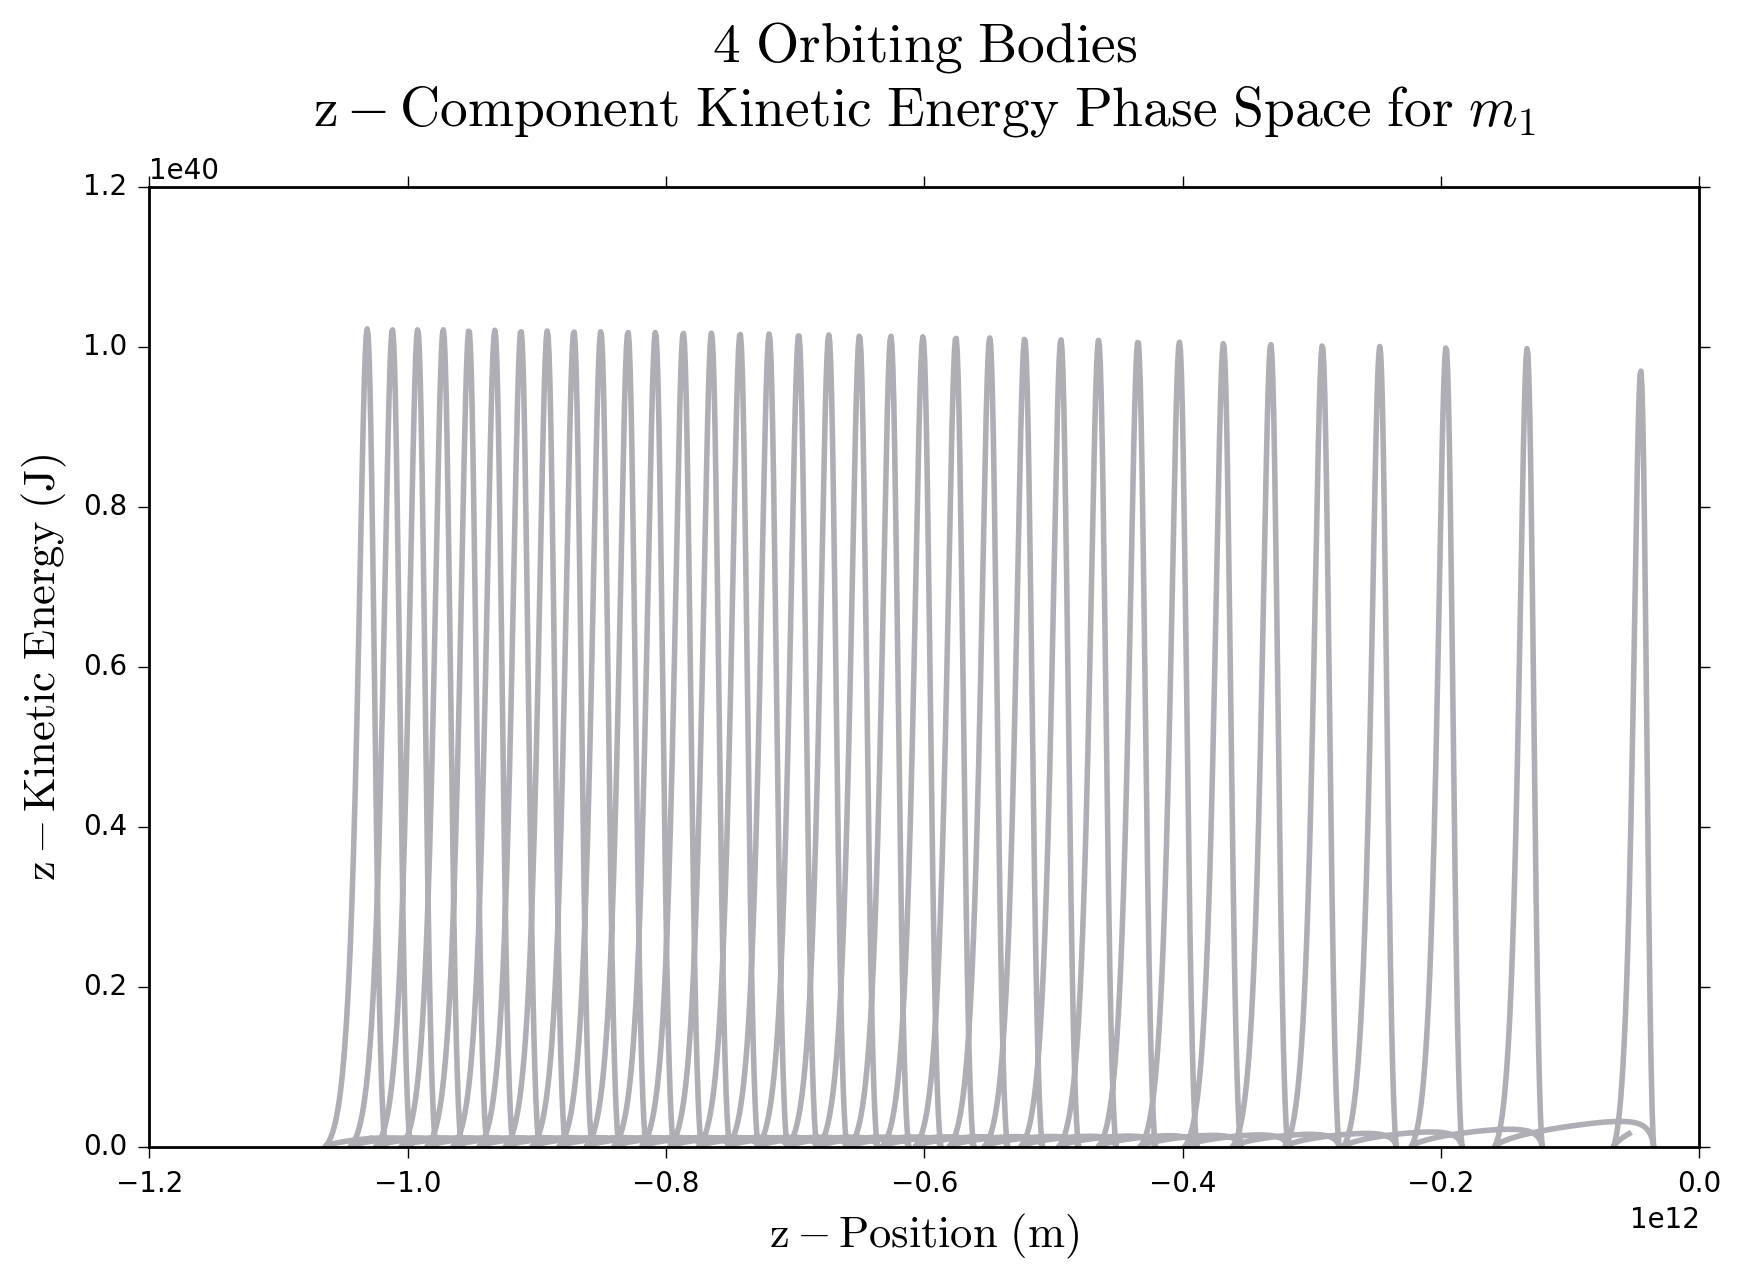 4 Orbiting Bodies
z − Component Kinetic Energy Phase Space for m₁
1e40
1.2
1.0
0.8
0.6
0.4
0.2
0.0
z − Kinetic Energy (J)
−1.2 −1.0 −0.8 −0.6 −0.4 −0.2 0.0
1e12
z − Position (m)